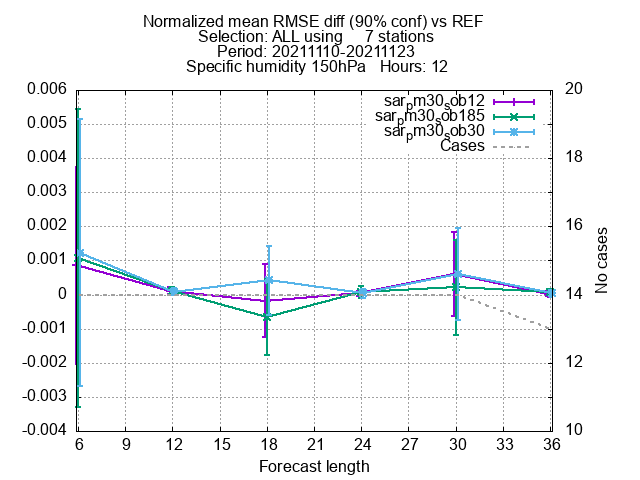 Normalized mean RMSE diff (90% conf) vs REF
Selection: ALL using     7 stations
Period: 20211110-20211123
Specific humidity 150hPa   Hours: 12
sarpm30sob12
sarpm30sob185
sarpm30sob30
Cases
0.006
0.005
0.004
0.003
0.002
0.001
0
-0.001
-0.002
-0.003
-0.004
20
18
16
14
12
10
No cases
6 9 12 15 18 21 24 27 30 33 36
Forecast length